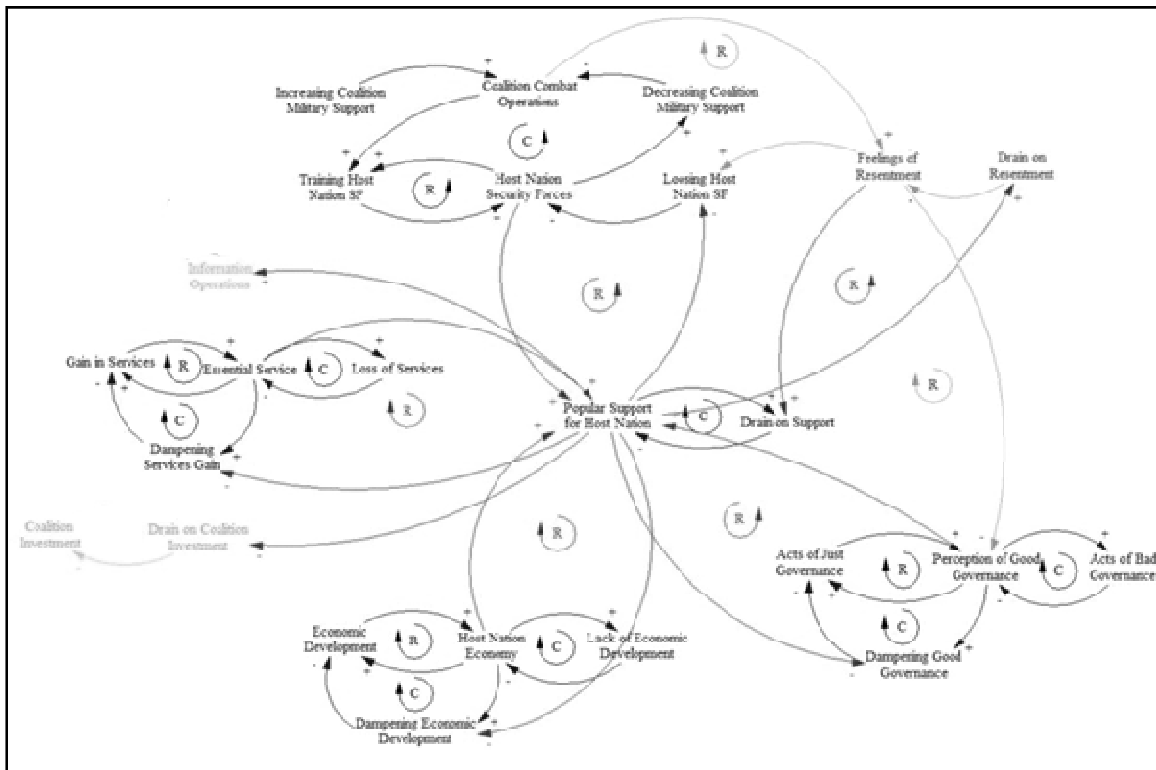 R
Increasing Coalition
Military Support
Coalition Combat
Operations
Decreasing Coalition
Military Support
C
Training Host
Nation SF
R
Host Nation
Security Forces
Loosing Host
Nation SF
Feelings of
Resentment
Drain on
Resentment
Information
Operations
R
R
Gain in Services
R
Essential Service
C
Loss of Services
R
R
C
Dampening
Services Gain
Popular Support
for Host Nation
C
Drain on Support
Coalition
Investment
Drain on Coalition
Investment
R
R
Acts of Just
Governance
R
Perception of Good
Governance
C
Acts of Bad
Governance
C
Dampening Good
Governance
Economic
Development
R
Host Nation
Economy
C
Lack of Economic
Development
C
Dampening Economic
Development